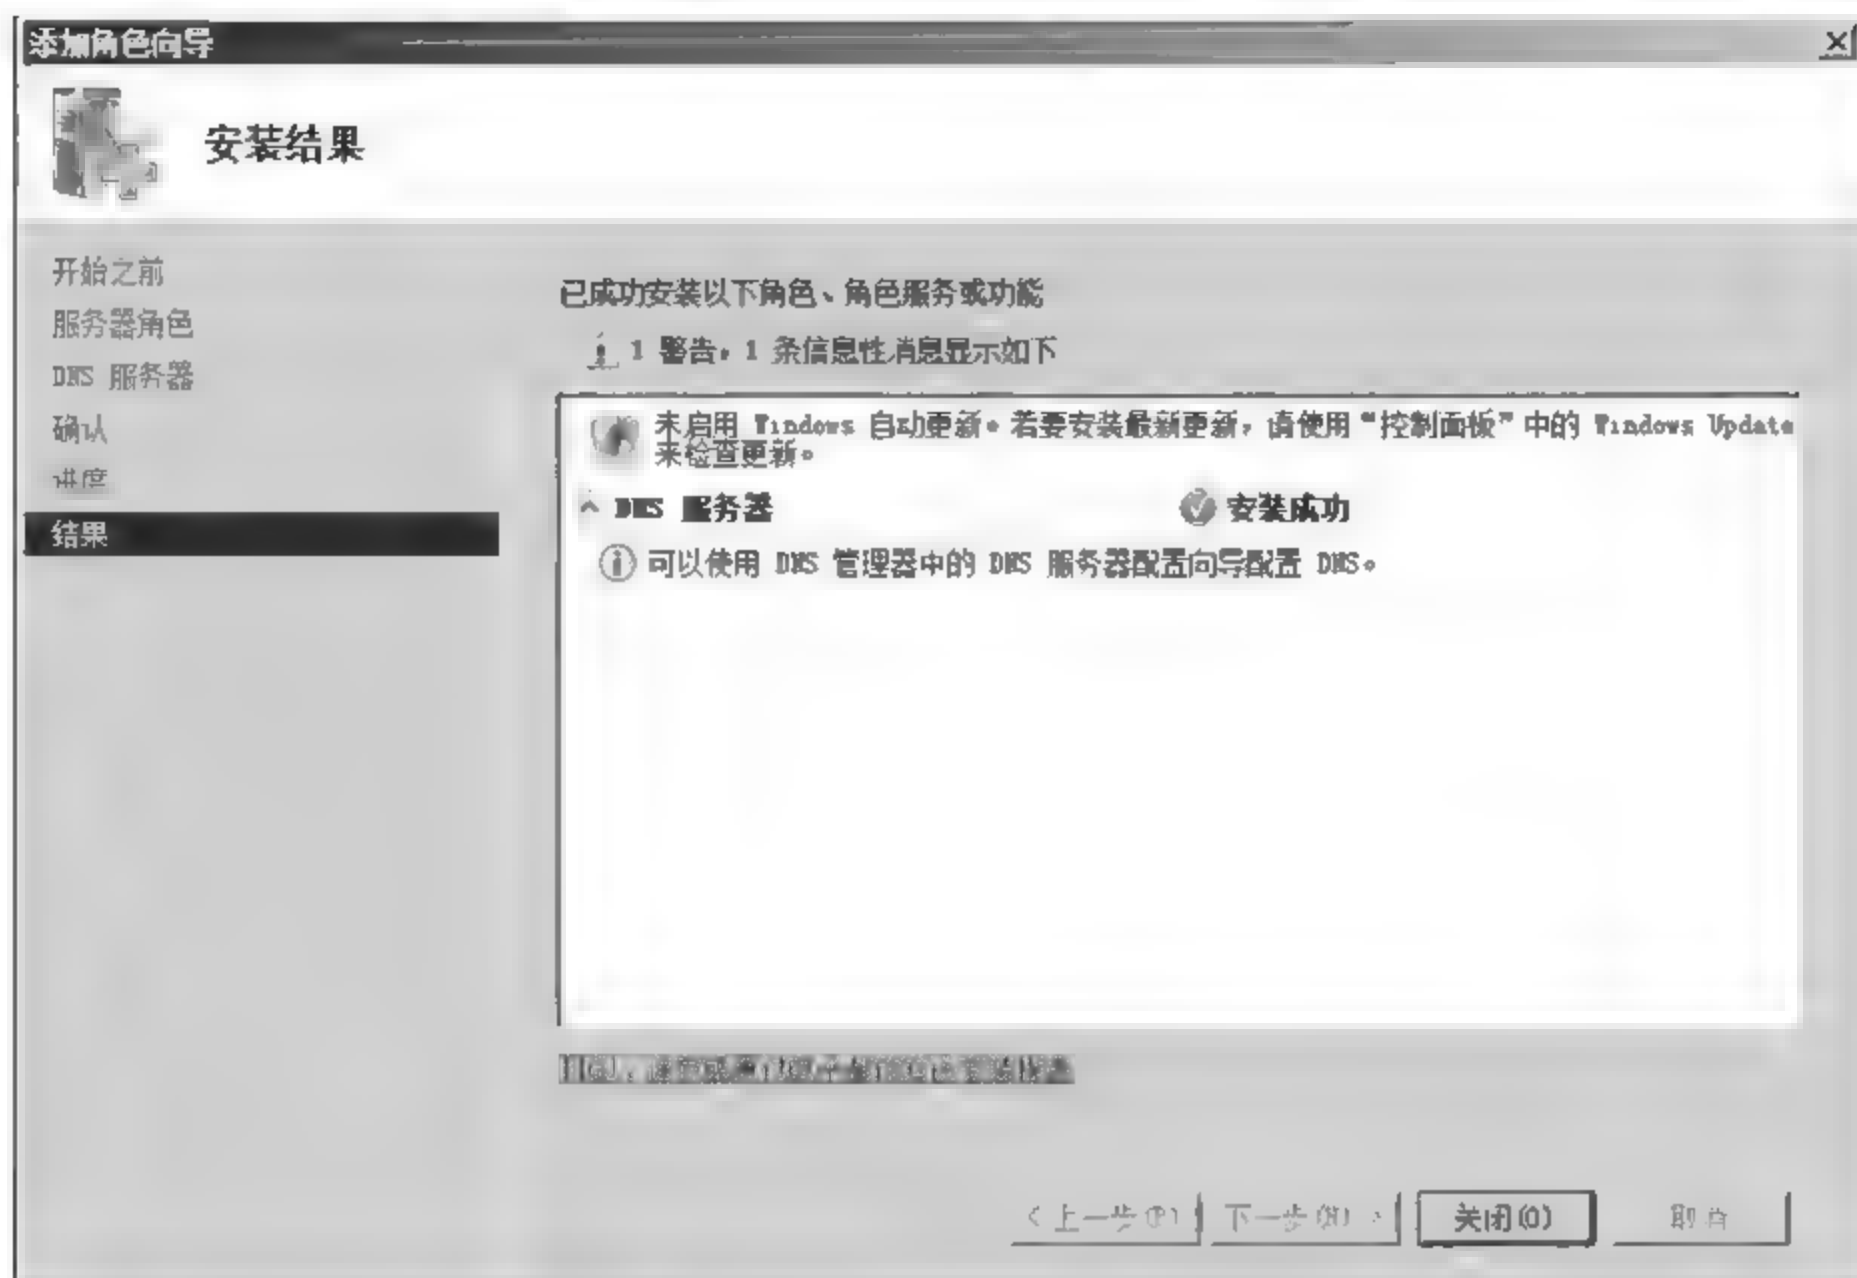 添加角色向导
安装结果
开始之前
服务器角色
DNS 服务器
确认
进度
结果
已成功安装以下角色、角色服务或功能
1 警告，1 条信息性消息显示如下
未启用 Windows 自动更新。若要安装最新更新，请使用“控制面板”中的 Windows Update
来检查更新。
DNS 服务器 安装成功
可以使用 DNS 管理器中的 DNS 服务器配置向导配置 DNS。
< 上一步(P) 下一步(N) > 关闭(O) 取消